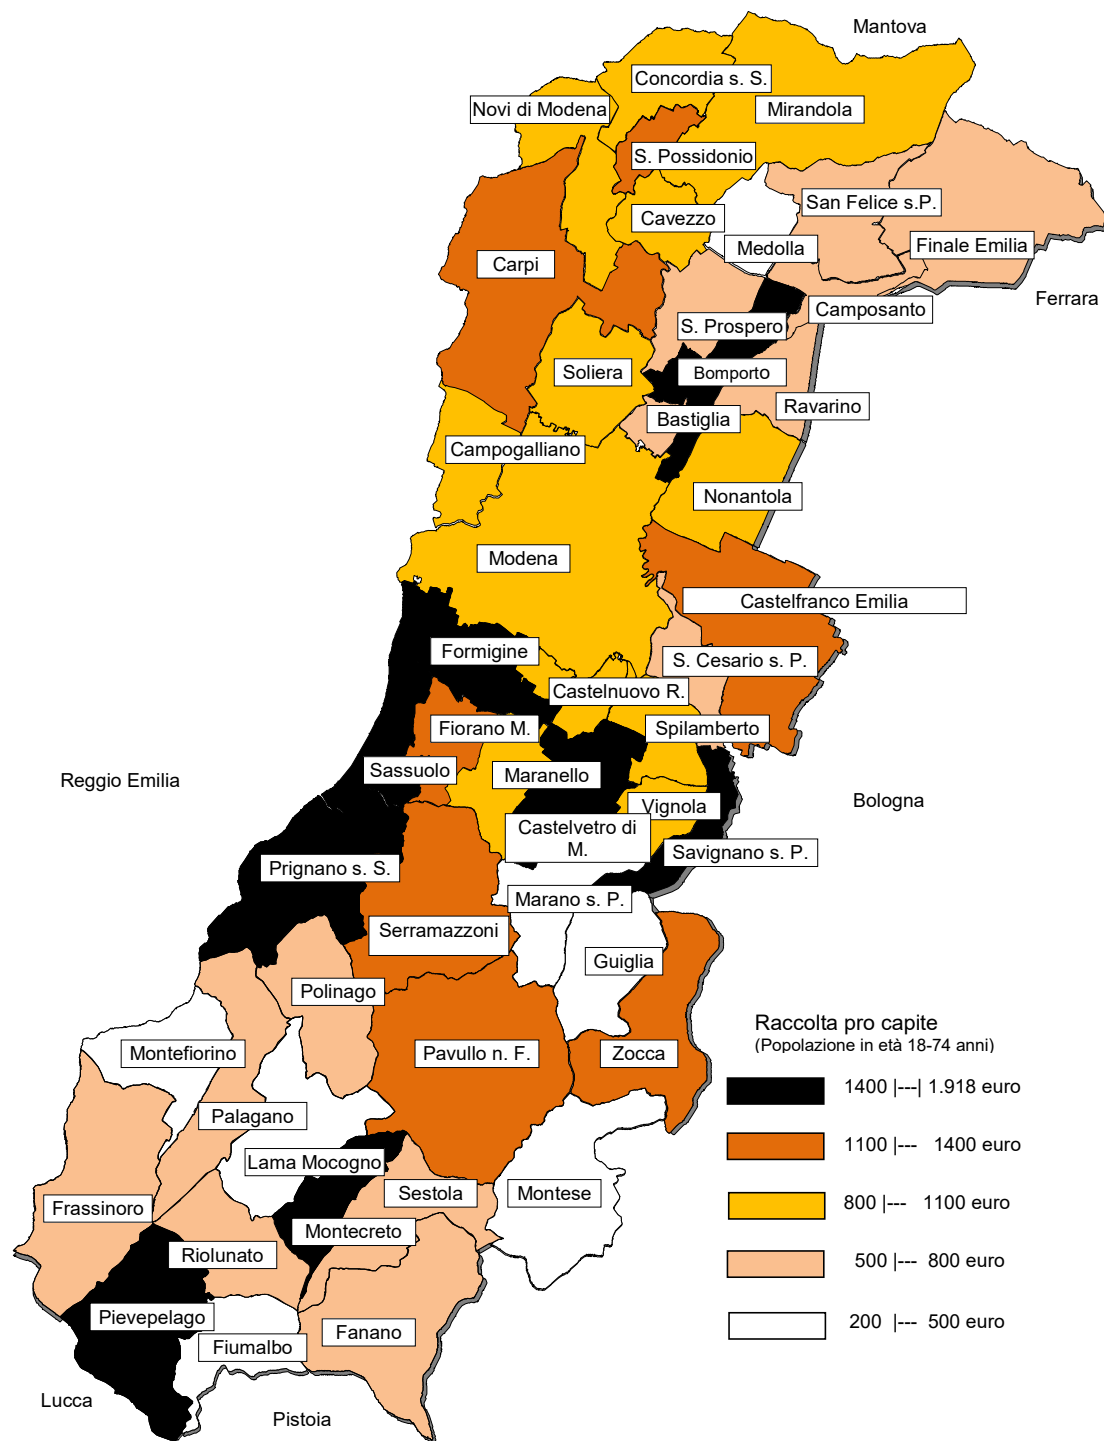 Mantova
Concordia s. S.
Novi di Modena
Mirandola
S. Possidonio
San Felice s.P.
Cavezzo
Medolla
Finale Emilia
Carpi
Ferrara
Camposanto
S. Prospero
Soliera
Bomporto
Ravarino
Bastiglia
Campogalliano
Nonantola
Modena
Castelfranco Emilia
Formigine
S. Cesario s. P.
Castelnuovo R.
Fiorano M.
Spilamberto
Sassuolo
Maranello
Reggio Emilia
Vignola
Bologna
Castelvetro di
M.
Savignano s. P.
Prignano s. S.
Marano s. P.
Serramazzoni
Guiglia
Polinago
Montefiorino
Pavullo n. F.
Zocca
Palagano
Lama Mocogno
Sestola
Montese
Frassinoro
Montecreto
Riolunato
Pievepelago
Fanano
Fiumalbo
Lucca
Pistoia
Raccolta pro capite
(Popolazione in età 18-74 anni)
1400 |---| 1.918 euro
1100 |--- 1400 euro
800 |--- 1100 euro
500 |--- 800 euro
200 |--- 500 euro